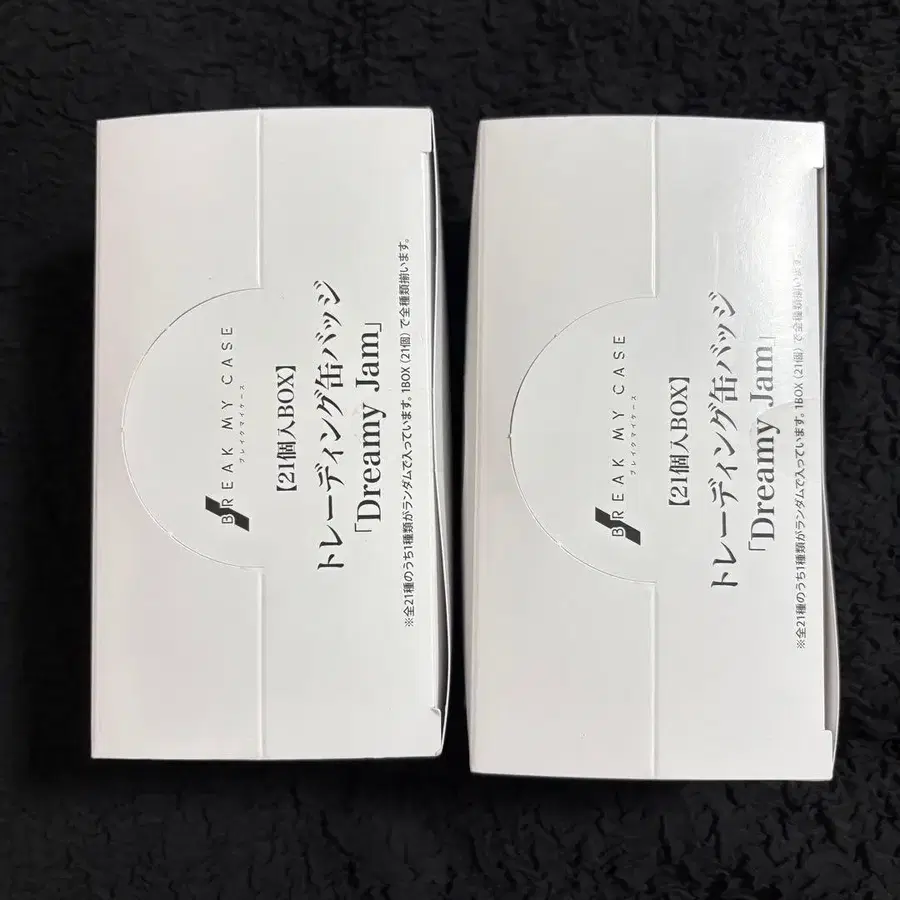 BREAK MY CASE
ブレイクマイケース
【21個入BOX】
トレーディング缶バッジ
「Dreamy Jam」
※全21種のうち1種類がランダムで入っています。1BOX(21個)で全種類揃います。
BREAK MY CASE
ブレイクマイケース
【21個入BOX】
トレーディング缶バッジ
「Dreamy Jam」
※全21種のうち1種類がランダムで入っています。1BOX(21個)で全種類揃います。